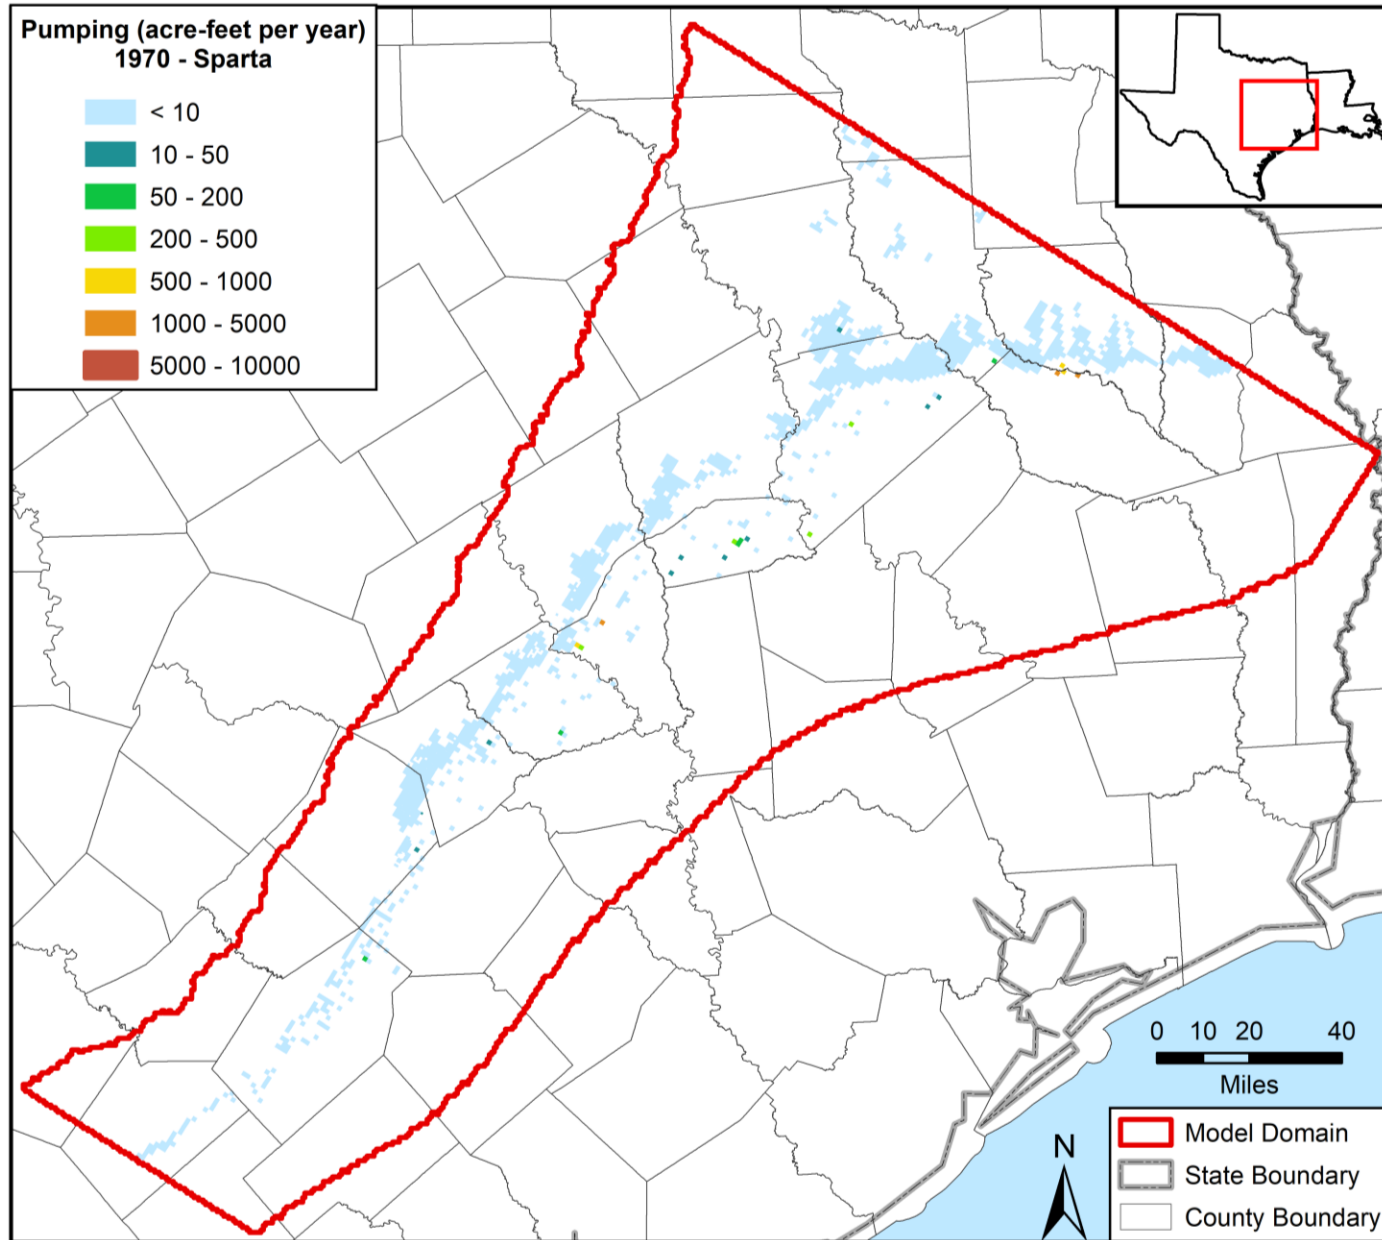 Pumping (acre-feet per year)
1970 - Sparta
< 10
10 - 50
50 - 200
200 - 500
500 - 1000
1000 - 5000
5000 - 10000
0 10 20 40
Miles
N
Model Domain
State Boundary
County Boundary